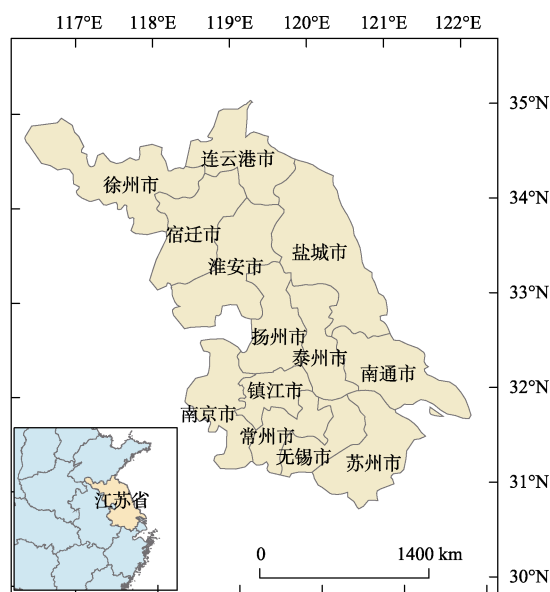 117°E 118°E 119°E 120°E 121°E 122°E
35°N
连云港市
徐州市
34°N
宿迁市
盐城市
淮安市
33°N
扬州市
泰州市
南通市
32°N
镇江市
南京市
常州市
无锡市
苏州市
31°N
江苏省
0 1400 km
30°N